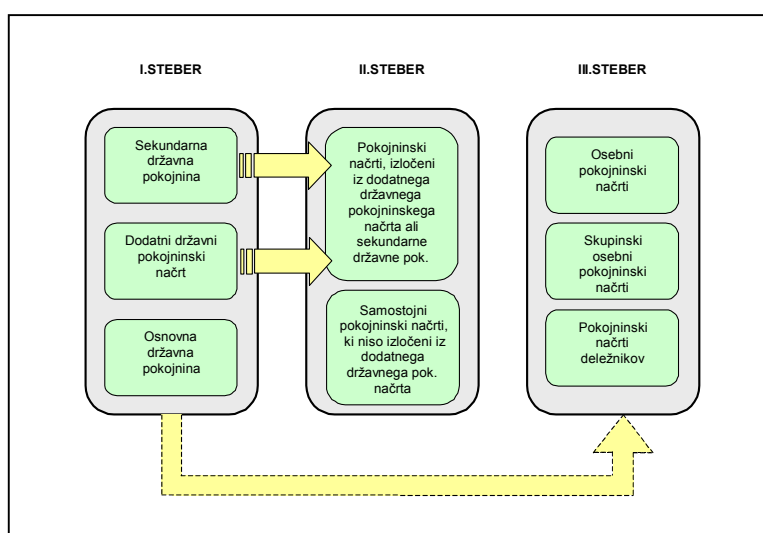 I.STEBER
II.STEBER
III.STEBER
Sekundarna
državna
pokojnina
Dodatni državni
pokojninski
načrt
Osnovna
državna
pokojnina
Pokojninski
načrti, izločeni
iz dodatnega
državnega
pokojninskega
načrta ali
sekundarne
državne pok.
Samostojni
pokojninski načrti,
ki niso izločeni iz
dodatnega
državnega pok.
načrta
Osebni
pokojninski
načrti
Skupinski
osebni
pokojninski
načrti
Pokojninski
načrti
deležnikov